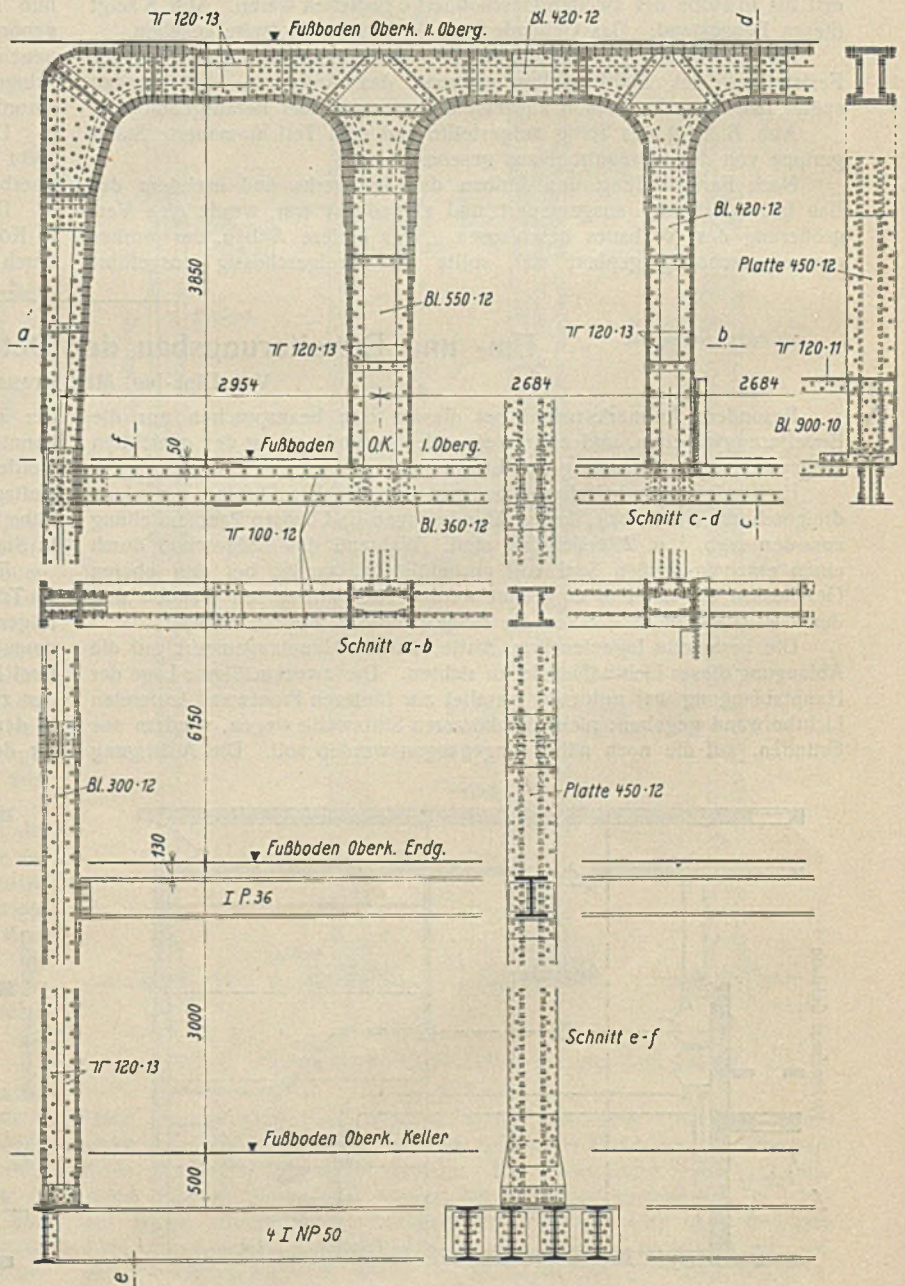 ⅂Γ 120·13
Fußboden Oberk. II. Oberg.
Bl. 420·12
d
3850
Bl. 420·12
Platte 450·12
Bl. 550·12
a
⅂Γ 120·13
b
⅂Γ 120·11
2954
2684
2684
Bl. 900·10
f
50
Fußboden
O.K.
I. Oberg.
⅂Γ 100·12
Bl. 360·12
Schnitt c-d
c
Schnitt a-b
6150
Bl. 300·12
Platte 450·12
130
Fußboden Oberk. Erdg.
I P. 36
3000
Schnitt e-f
⅂Γ 120·13
Fußboden Oberk. Keller
500
4 I NP 50
e